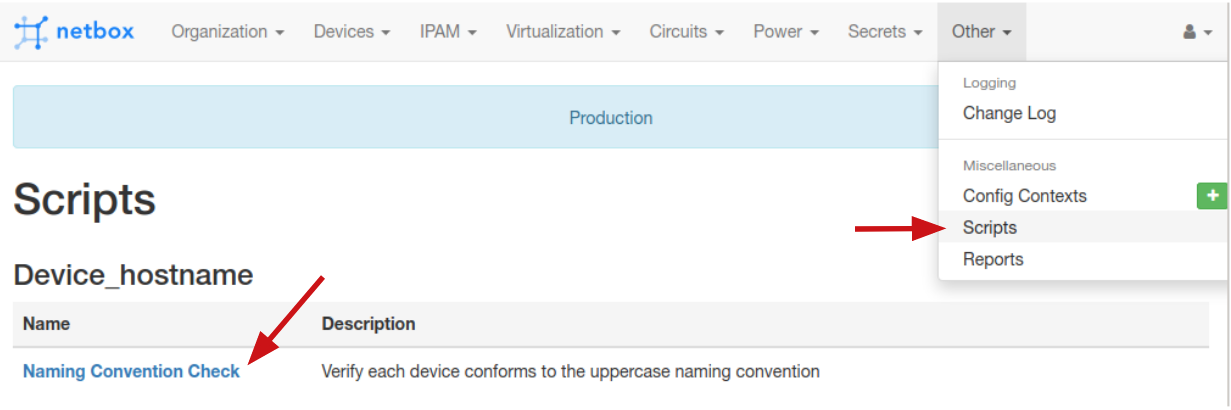 netbox Organization Devices IPAM Virtualization Circuits Power Secrets Other
Logging
Change Log
Production
Miscellaneous
Config Contexts
Scripts
Reports
Scripts
Device_hostname
Name Description
Naming Convention Check Verify each device conforms to the uppercase naming convention